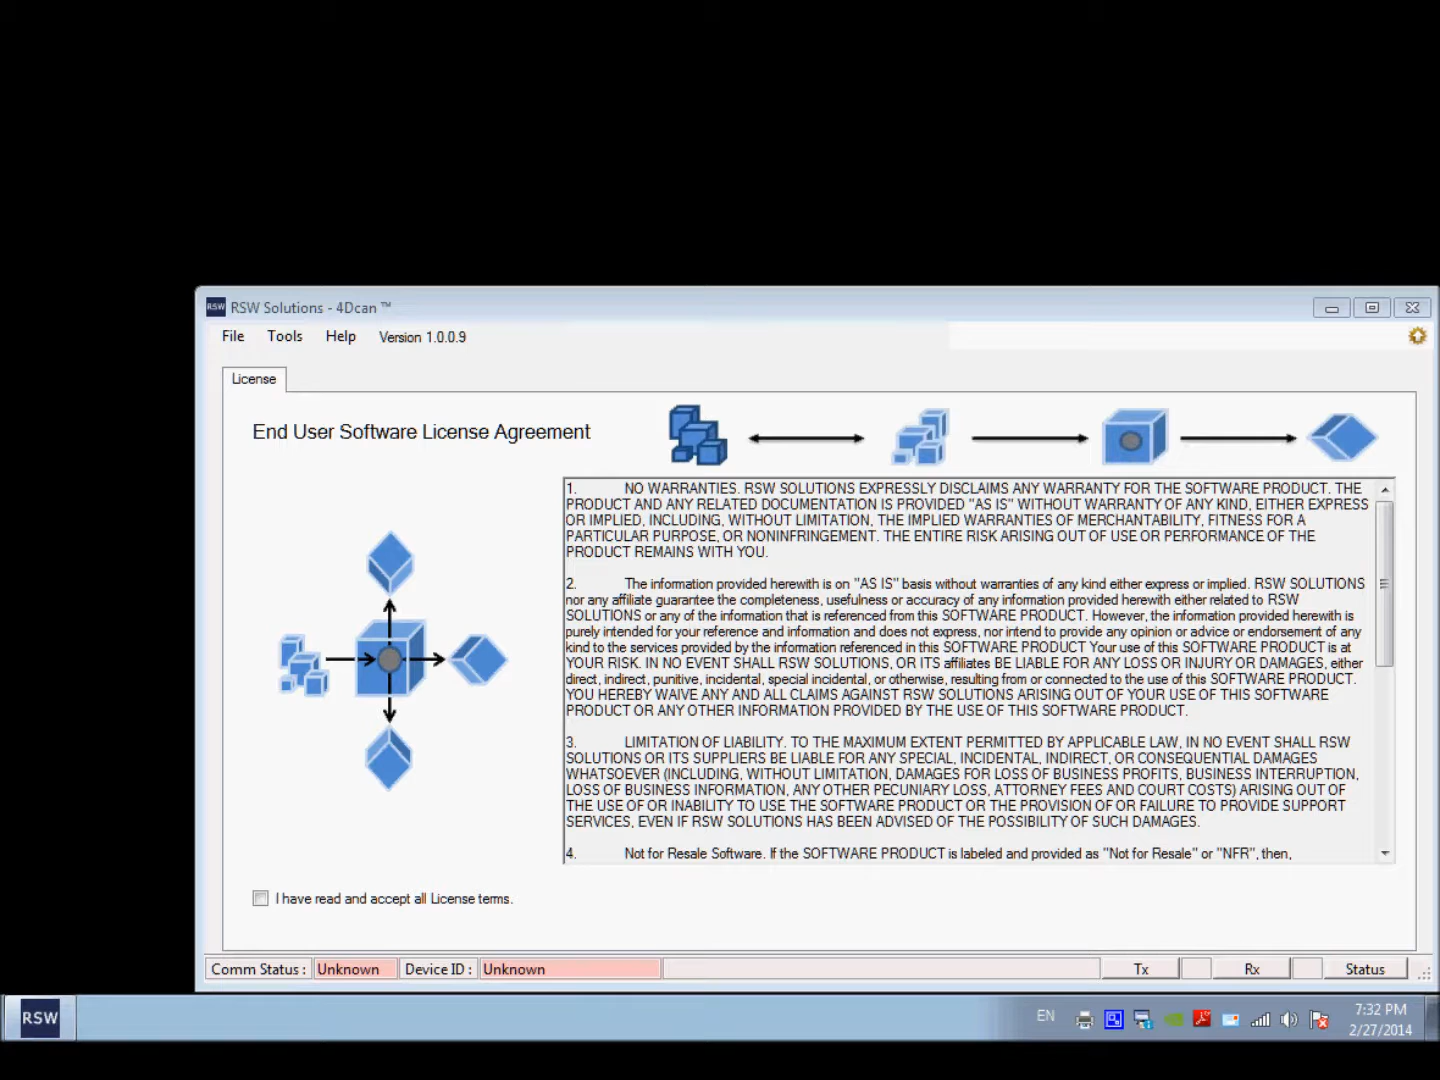 RSW RSW Solutions - 4Dcan ™
File Tools Help Version 1.0.0.9
License
End User Software License Agreement
1. NO WARRANTIES. RSW SOLUTIONS EXPRESSLY DISCLAIMS ANY WARRANTY FOR THE SOFTWARE PRODUCT. THE
PRODUCT AND ANY RELATED DOCUMENTATION IS PROVIDED "AS IS" WITHOUT WARRANTY OF ANY KIND, EITHER EXPRESS
OR IMPLIED, INCLUDING, WITHOUT LIMITATION, THE IMPLIED WARRANTIES OF MERCHANTABILITY, FITNESS FOR A
PARTICULAR PURPOSE, OR NONINFRINGEMENT. THE ENTIRE RISK ARISING OUT OF USE OR PERFORMANCE OF THE
PRODUCT REMAINS WITH YOU.
2. The information provided herewith is on "AS IS" basis without warranties of any kind either express or implied. RSW SOLUTIONS
nor any affiliate guarantee the completeness, usefulness or accuracy of any information provided herewith either related to RSW
SOLUTIONS or any of the information that is referenced from this SOFTWARE PRODUCT. However, the information provided herewith is
purely intended for your reference and information and does not express, nor intend to provide any opinion or advice or endorsement of any
kind to the services provided by the information referenced in this SOFTWARE PRODUCT Your use of this SOFTWARE PRODUCT is at
YOUR RISK. IN NO EVENT SHALL RSW SOLUTIONS, OR ITS affiliates BE LIABLE FOR ANY LOSS OR INJURY OR DAMAGES, either
direct, indirect, punitive, incidental, special incidental, or otherwise, resulting from or connected to the use of this SOFTWARE PRODUCT.
YOU HEREBY WAIVE ANY AND ALL CLAIMS AGAINST RSW SOLUTIONS ARISING OUT OF YOUR USE OF THIS SOFTWARE
PRODUCT OR ANY OTHER INFORMATION PROVIDED BY THE USE OF THIS SOFTWARE PRODUCT.
3. LIMITATION OF LIABILITY. TO THE MAXIMUM EXTENT PERMITTED BY APPLICABLE LAW, IN NO EVENT SHALL RSW
SOLUTIONS OR ITS SUPPLIERS BE LIABLE FOR ANY SPECIAL, INCIDENTAL, INDIRECT, OR CONSEQUENTIAL DAMAGES
WHATSOEVER (INCLUDING, WITHOUT LIMITATION, DAMAGES FOR LOSS OF BUSINESS PROFITS, BUSINESS INTERRUPTION,
LOSS OF BUSINESS INFORMATION, ANY OTHER PECUNIARY LOSS, ATTORNEY FEES AND COURT COSTS) ARISING OUT OF
THE USE OF OR INABILITY TO USE THE SOFTWARE PRODUCT OR THE PROVISION OF OR FAILURE TO PROVIDE SUPPORT
SERVICES, EVEN IF RSW SOLUTIONS HAS BEEN ADVISED OF THE POSSIBILITY OF SUCH DAMAGES.
4. Not for Resale Software. If the SOFTWARE PRODUCT is labeled and provided as "Not for Resale" or "NFR", then,
I have read and accept all License terms.
Comm Status : Unknown Device ID : Unknown Tx Rx Status
RSW EN 7:32 PM
2/27/2014